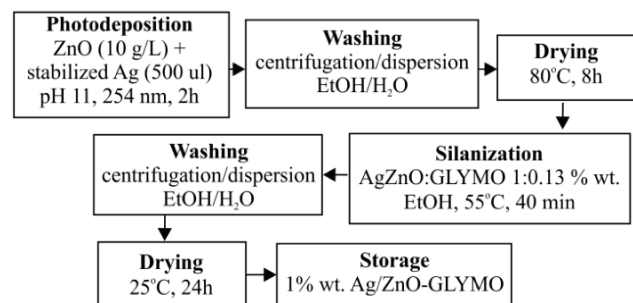 Photodeposition
ZnO (10 g/L) +
stabilized Ag (500 ul)
pH 11, 254 nm, 2h
Washing
centrifugation/dispersion
EtOH/H₂O
Drying
80°C, 8h
Silanization
AgZnO:GLYMO 1:0.13 % wt.
EtOH, 55°C, 40 min
Washing
centrifugation/dispersion
EtOH/H₂O
Drying
25°C, 24h
Storage
1% wt. Ag/ZnO-GLYMO